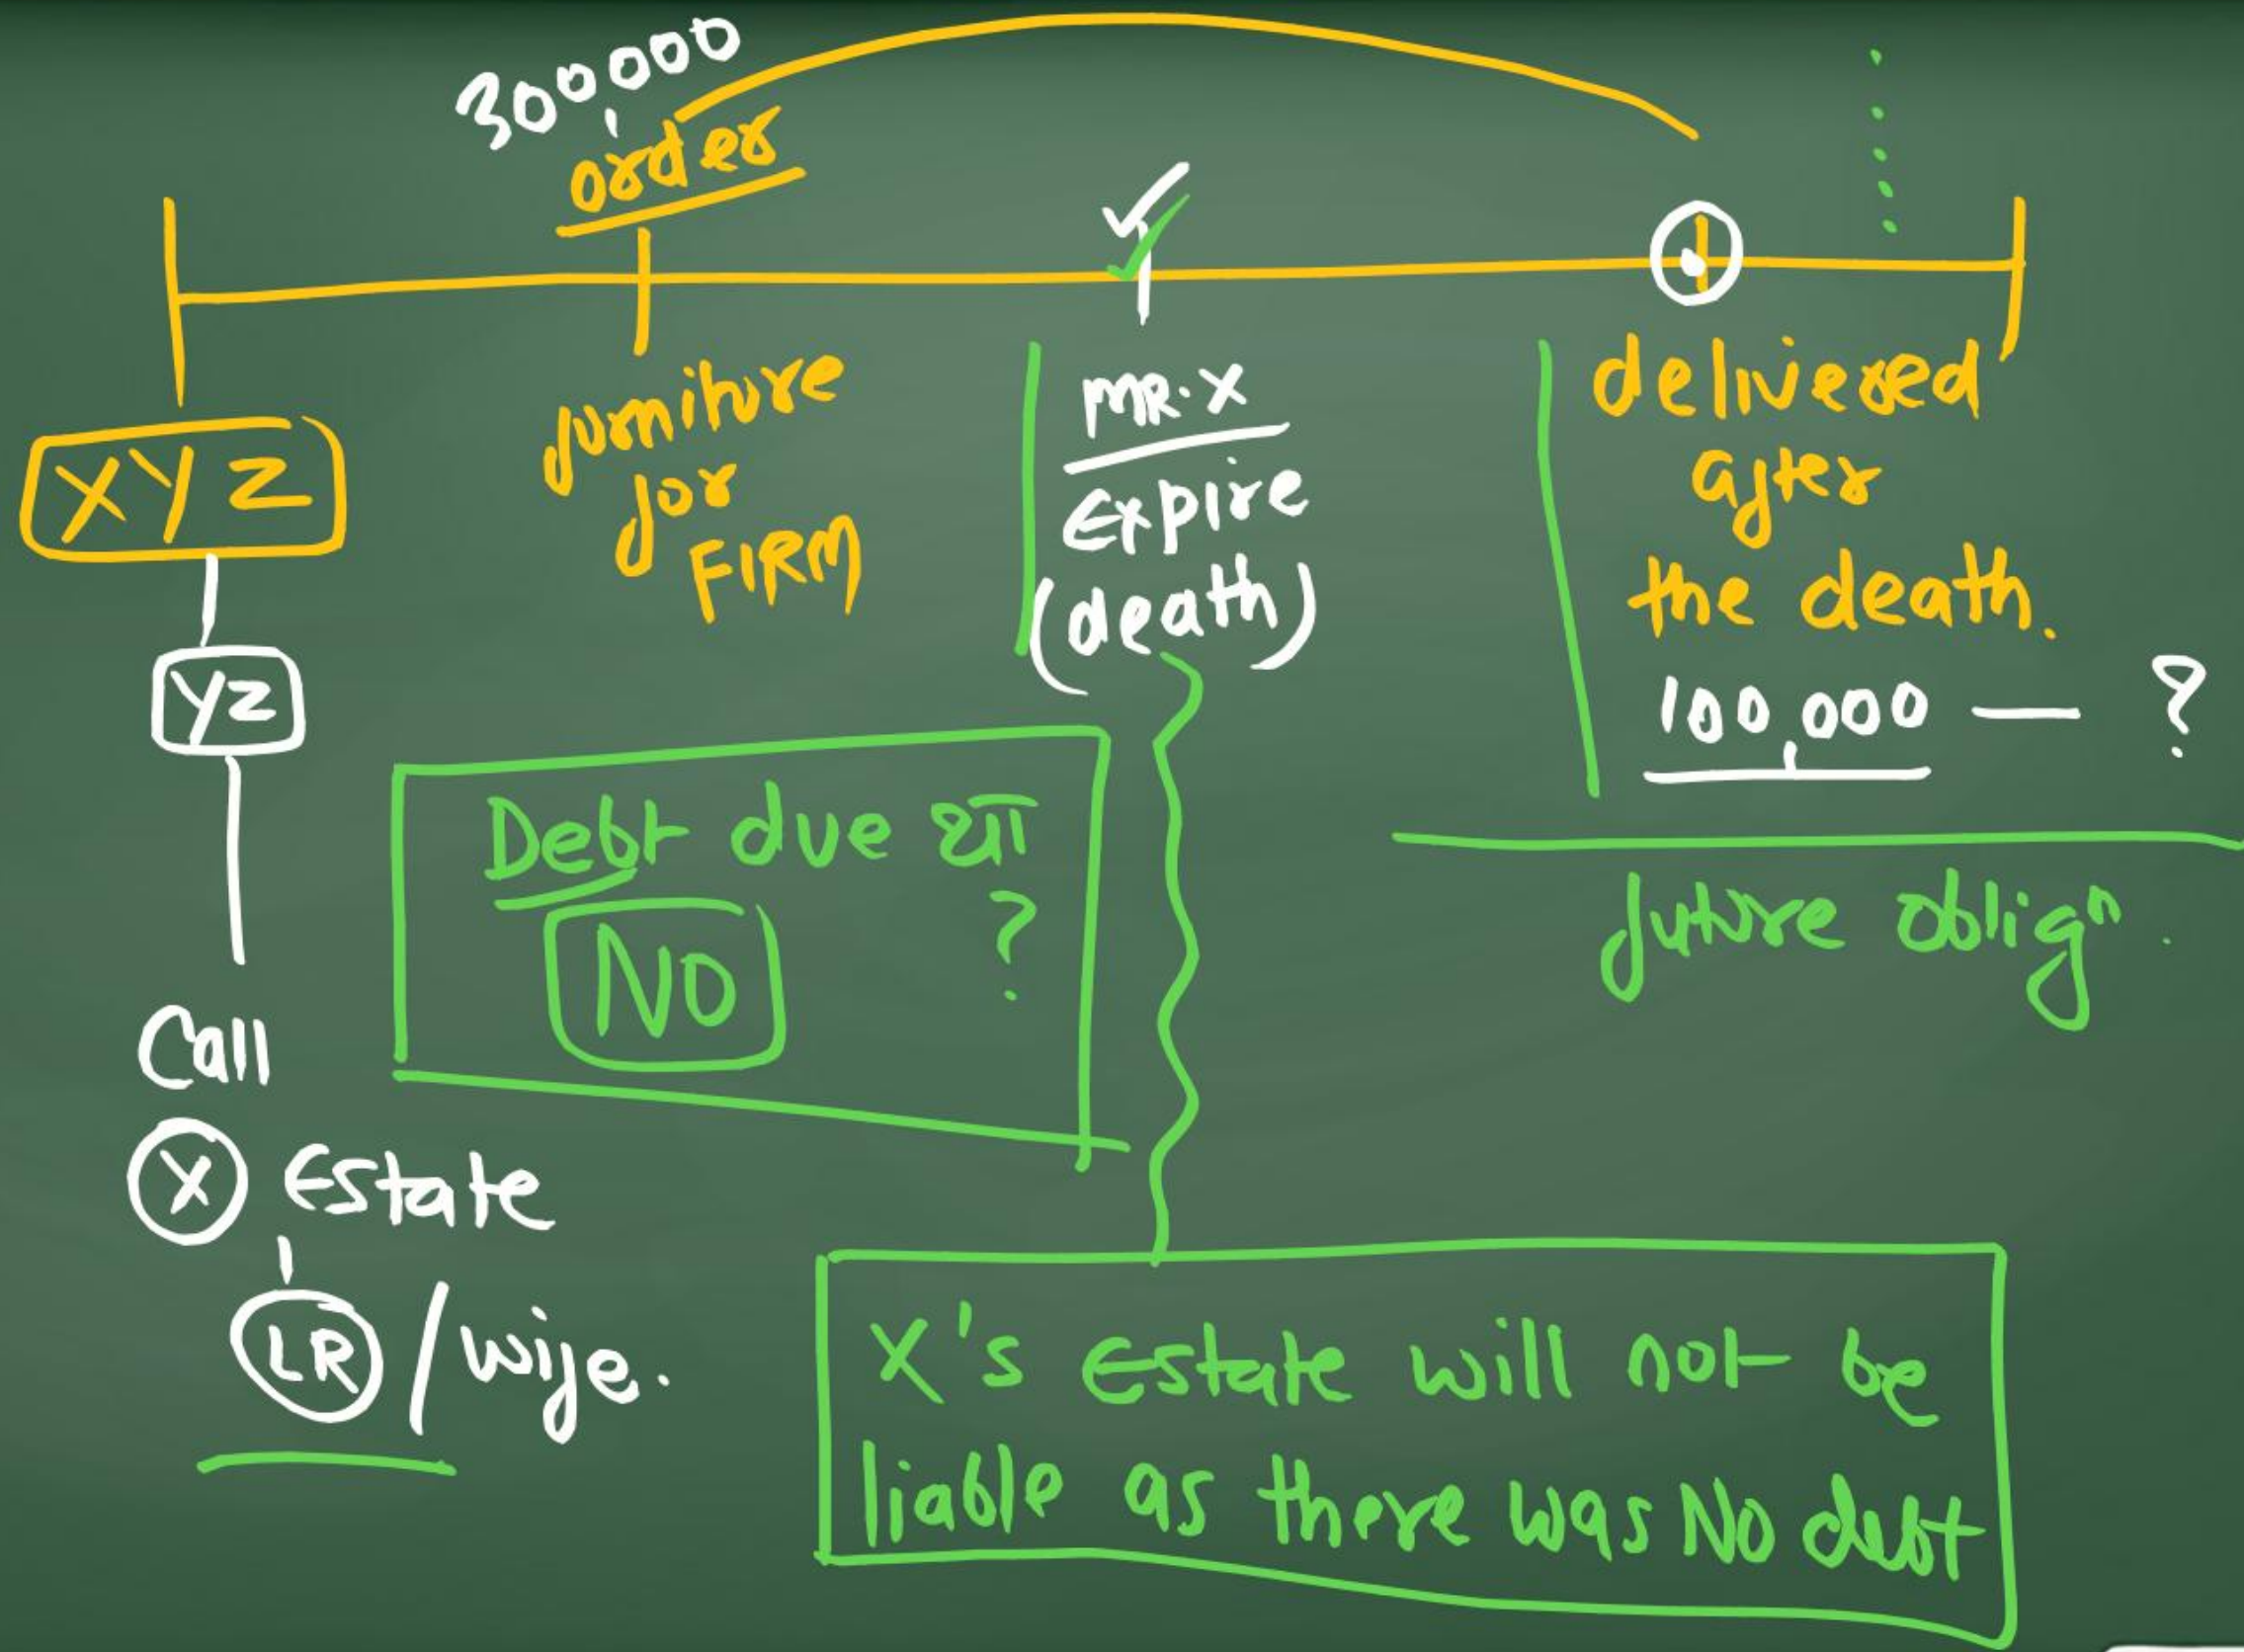 300,000
order
XYZ
furniture
for
FIRM
MR. X
Expire
(death)
delivered
after
the death.
100,000 — ?
future obligⁿ.
YZ
Debt due था
?
NO
Call
X Estate
LR / wife.
X's Estate will not be
liable as there was No debt